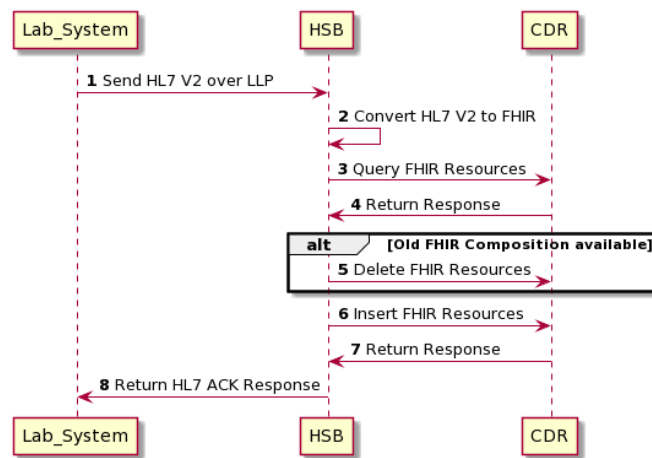 Lab_System HSB CDR
1 Send HL7 V2 over LLP
2 Convert HL7 V2 to FHIR
3 Query FHIR Resources
4 Return Response
alt [Old FHIR Composition available]
5 Delete FHIR Resources
6 Insert FHIR Resources
7 Return Response
8 Return HL7 ACK Response
Lab_System HSB CDR